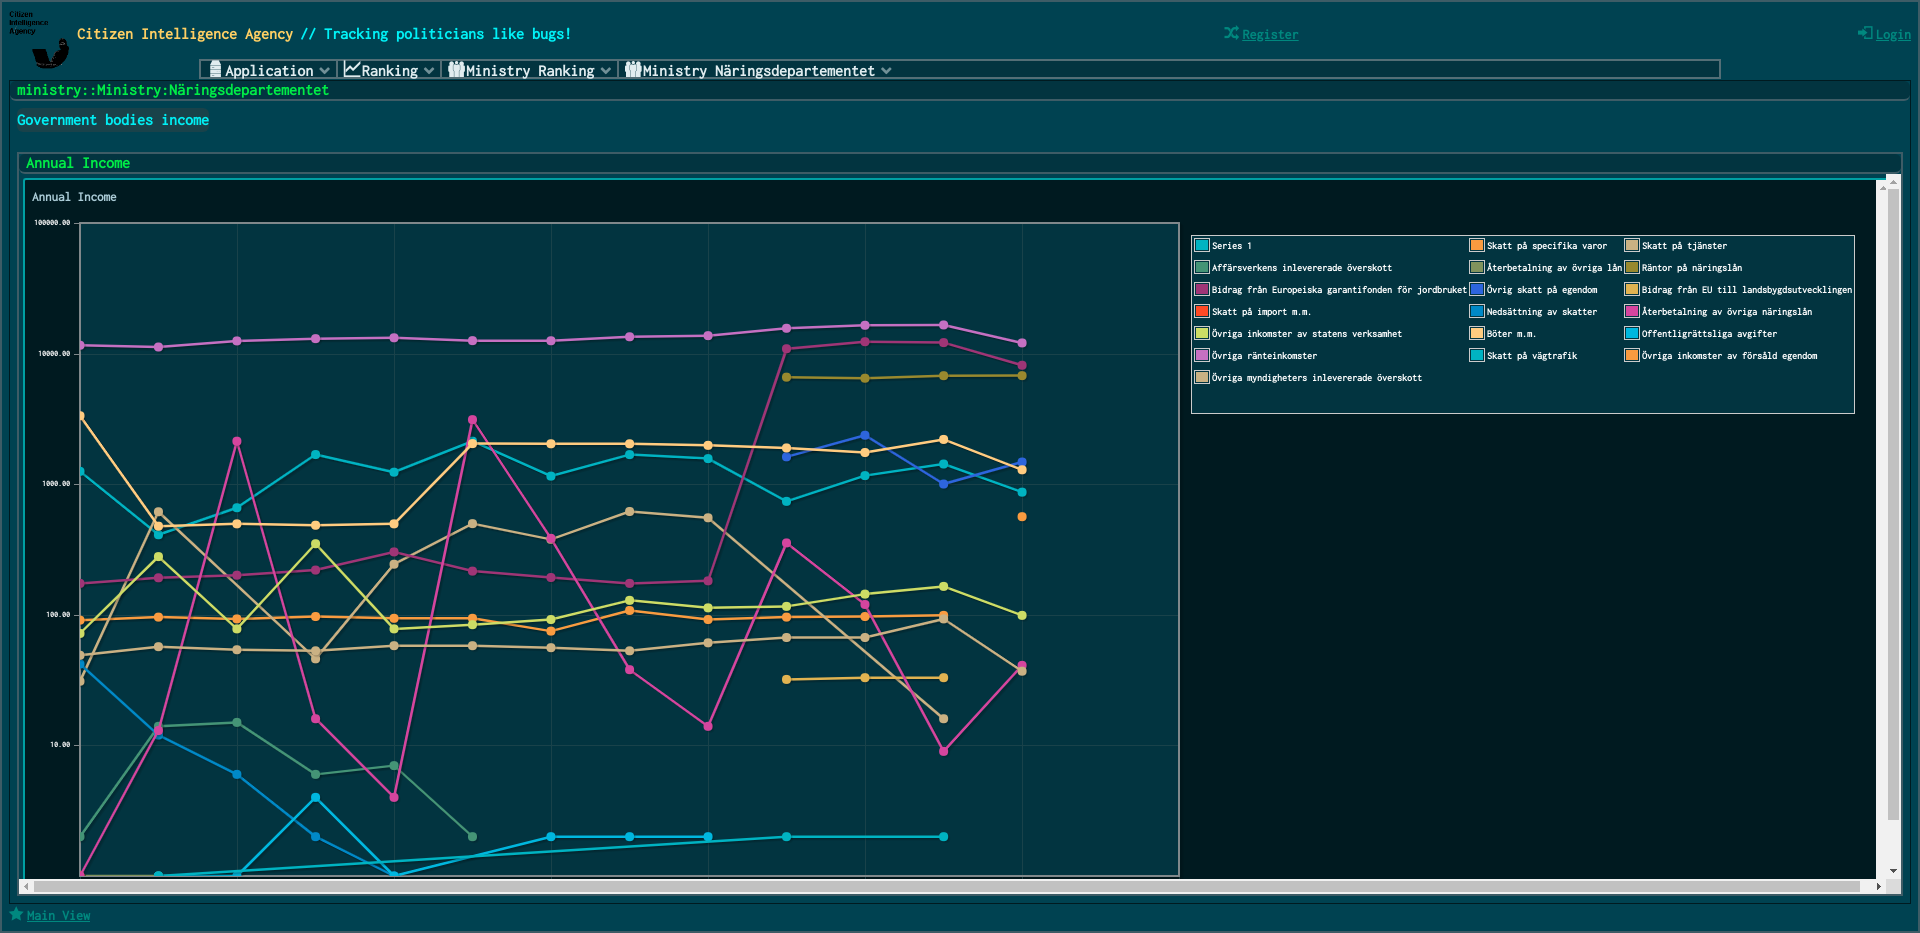 Citizen
Intelligence
Agency
Citizen Intelligence Agency // Tracking politicians like bugs!
Register
Login
Application
Ranking
Ministry Ranking
Ministry Näringsdepartementet
ministry::Ministry:Näringsdepartementet
Government bodies income
Annual Income
Annual Income
100000.00
10000.00
1000.00
100.00
10.00
Series 1
Skatt på specifika varor
Skatt på tjänster
Affärsverkens inlevererade överskott
Återbetalning av övriga lån
Räntor på näringslån
Bidrag från Europeiska garantifonden för jordbruket
Övrig skatt på egendom
Bidrag från EU till landsbygdsutvecklingen
Skatt på import m.m.
Nedsättning av skatter
Återbetalning av övriga näringslån
Övriga inkomster av statens verksamhet
Böter m.m.
Offentligrättsliga avgifter
Övriga ränteinkomster
Skatt på vägtrafik
Övriga inkomster av försåld egendom
Övriga myndigheters inlevererade överskott
Main View